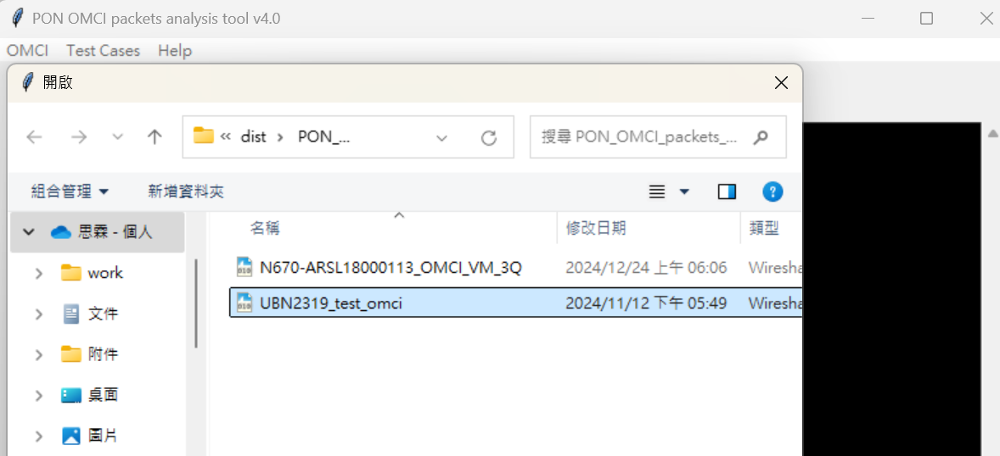 PON OMCI packets analysis tool v4.0
OMCI Test Cases Help
開啟
« dist › PON_...
搜尋 PON_OMCI_packets_...
組合管理 新增資料夾
名稱 修改日期 類型
思霖 - 個人
work
文件
附件
桌面
圖片
N670-ARSL18000113_OMCI_VM_3Q 2024/12/24 上午 06:06 Wiresha
UBN2319_test_omci 2024/11/12 下午 05:49 Wiresha